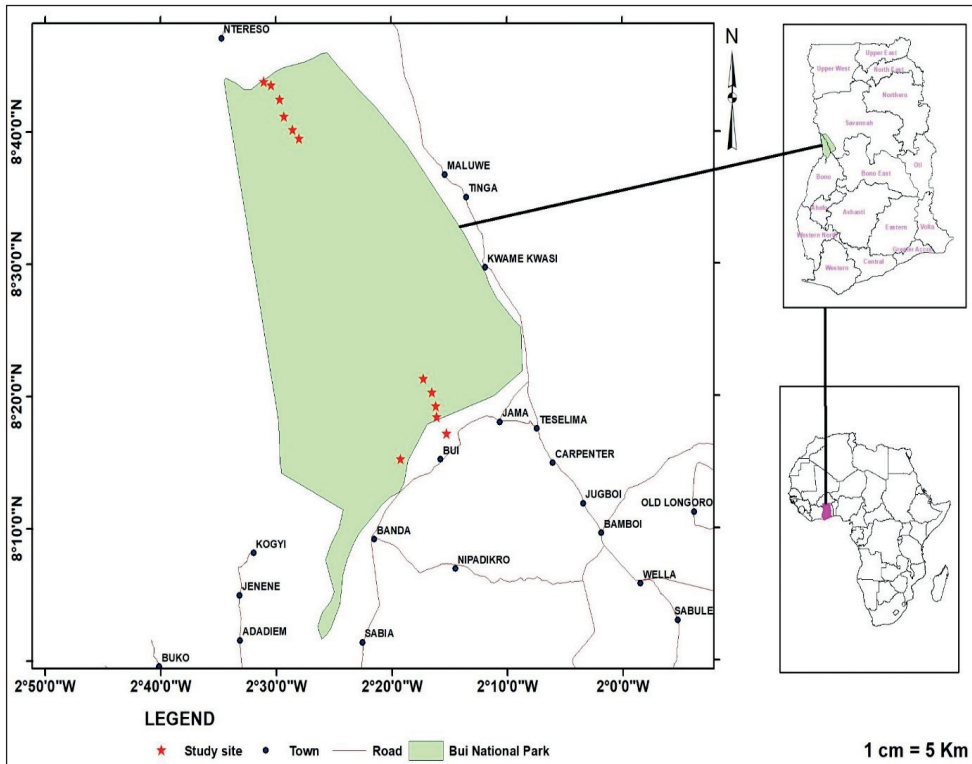 NTERESO
N
8°40'0"N
MALUWE
TINGA
8°30'0"N
KWAME KWASI
8°20'0"N
JAMA
TESELIMA
BUI
CARPENTER
JUGBOI
OLD LONGORO
8°10'0"N
BANDA
BAMBOI
KOGYI
NIPADIKRO
WELLA
JENENE
SABULE
ADADIEM
SABIA
BUKO
2°50'0"W
2°40'0"W
2°30'0"W
2°20'0"W
2°10'0"W
2°0'0"W
Upper East
Upper West
North East
Northern
Savannah
Bono
Bono East
Oti
Ahafo
Ashanti
Eastern
Volta
Western North
Greater Accra
Central
Western
LEGEND
Study site
Town
Road
Bui National Park
1 cm = 5 Km